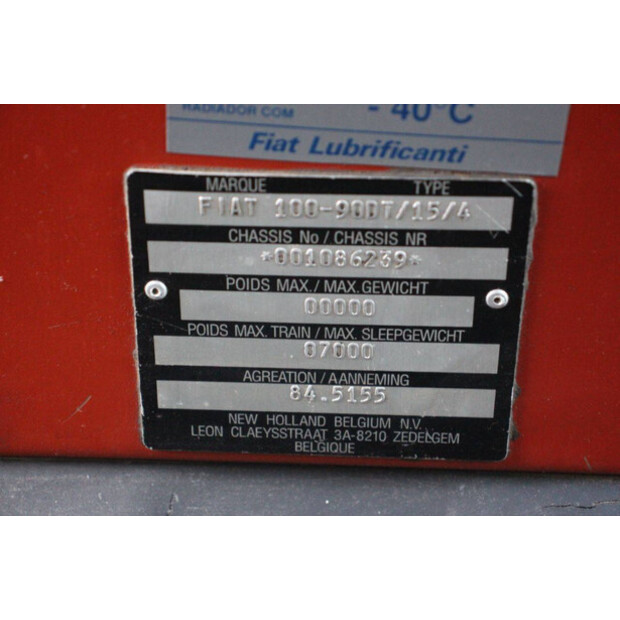 RADIADOR COM - 40°C
Fiat Lubrificanti
MARQUE TYPE
FIAT 100-90DT/15/4
CHASSIS No / CHASSIS NR
*001086239*
POIDS MAX. / MAX. GEWICHT
00000
POIDS MAX. TRAIN / MAX. SLEEPGEWICHT
07000
AGREATION / AANNEMING
84.5155
NEW HOLLAND BELGIUM N.V.
LEON CLAEYSSTRAAT 3A-8210 ZEDELGEM
BELGIQUE